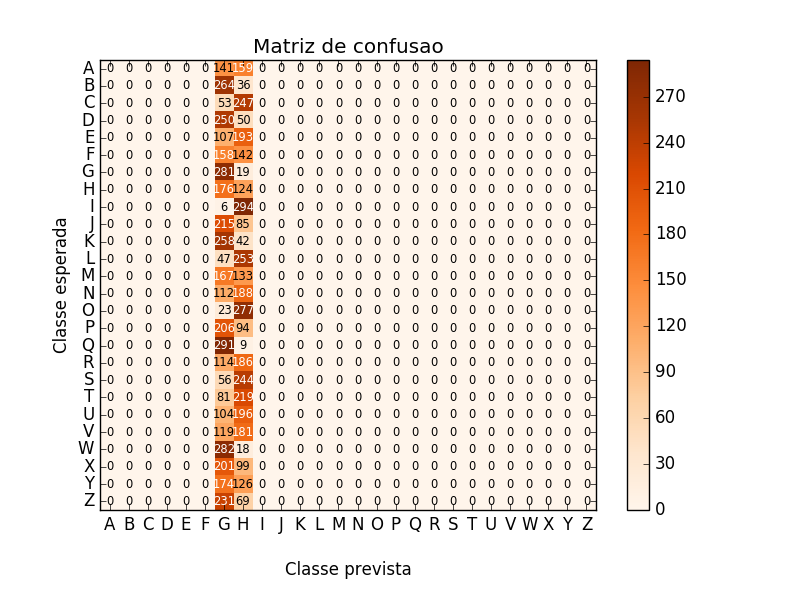 Matriz de confusao
A 0 0 0 0 0 0 141 159 0 0 0 0 0 0 0 0 0 0 0 0 0 0 0 0 0 0
B 0 0 0 0 0 0 264 36 0 0 0 0 0 0 0 0 0 0 0 0 0 0 0 0 0 0
C 0 0 0 0 0 0 53 247 0 0 0 0 0 0 0 0 0 0 0 0 0 0 0 0 0 0
D 0 0 0 0 0 0 250 50 0 0 0 0 0 0 0 0 0 0 0 0 0 0 0 0 0 0
E 0 0 0 0 0 0 107 193 0 0 0 0 0 0 0 0 0 0 0 0 0 0 0 0 0 0
F 0 0 0 0 0 0 158 142 0 0 0 0 0 0 0 0 0 0 0 0 0 0 0 0 0 0
G 0 0 0 0 0 0 281 19 0 0 0 0 0 0 0 0 0 0 0 0 0 0 0 0 0 0
H 0 0 0 0 0 0 176 124 0 0 0 0 0 0 0 0 0 0 0 0 0 0 0 0 0 0
I 0 0 0 0 0 0 6 294 0 0 0 0 0 0 0 0 0 0 0 0 0 0 0 0 0 0
J 0 0 0 0 0 0 215 85 0 0 0 0 0 0 0 0 0 0 0 0 0 0 0 0 0 0
K 0 0 0 0 0 0 258 42 0 0 0 0 0 0 0 0 0 0 0 0 0 0 0 0 0 0
L 0 0 0 0 0 0 47 253 0 0 0 0 0 0 0 0 0 0 0 0 0 0 0 0 0 0
M 0 0 0 0 0 0 167 133 0 0 0 0 0 0 0 0 0 0 0 0 0 0 0 0 0 0
N 0 0 0 0 0 0 112 188 0 0 0 0 0 0 0 0 0 0 0 0 0 0 0 0 0 0
O 0 0 0 0 0 0 23 277 0 0 0 0 0 0 0 0 0 0 0 0 0 0 0 0 0 0
P 0 0 0 0 0 0 206 94 0 0 0 0 0 0 0 0 0 0 0 0 0 0 0 0 0 0
Q 0 0 0 0 0 0 291 9 0 0 0 0 0 0 0 0 0 0 0 0 0 0 0 0 0 0
R 0 0 0 0 0 0 114 186 0 0 0 0 0 0 0 0 0 0 0 0 0 0 0 0 0 0
S 0 0 0 0 0 0 56 244 0 0 0 0 0 0 0 0 0 0 0 0 0 0 0 0 0 0
T 0 0 0 0 0 0 81 219 0 0 0 0 0 0 0 0 0 0 0 0 0 0 0 0 0 0
U 0 0 0 0 0 0 104 196 0 0 0 0 0 0 0 0 0 0 0 0 0 0 0 0 0 0
V 0 0 0 0 0 0 119 181 0 0 0 0 0 0 0 0 0 0 0 0 0 0 0 0 0 0
W 0 0 0 0 0 0 282 18 0 0 0 0 0 0 0 0 0 0 0 0 0 0 0 0 0 0
X 0 0 0 0 0 0 201 99 0 0 0 0 0 0 0 0 0 0 0 0 0 0 0 0 0 0
Y 0 0 0 0 0 0 174 126 0 0 0 0 0 0 0 0 0 0 0 0 0 0 0 0 0 0
Z 0 0 0 0 0 0 231 69 0 0 0 0 0 0 0 0 0 0 0 0 0 0 0 0 0 0
A B C D E F G H I J K L M N O P Q R S T U V W X Y Z
Classe prevista
Classe esperada
270
240
210
180
150
120
90
60
30
0